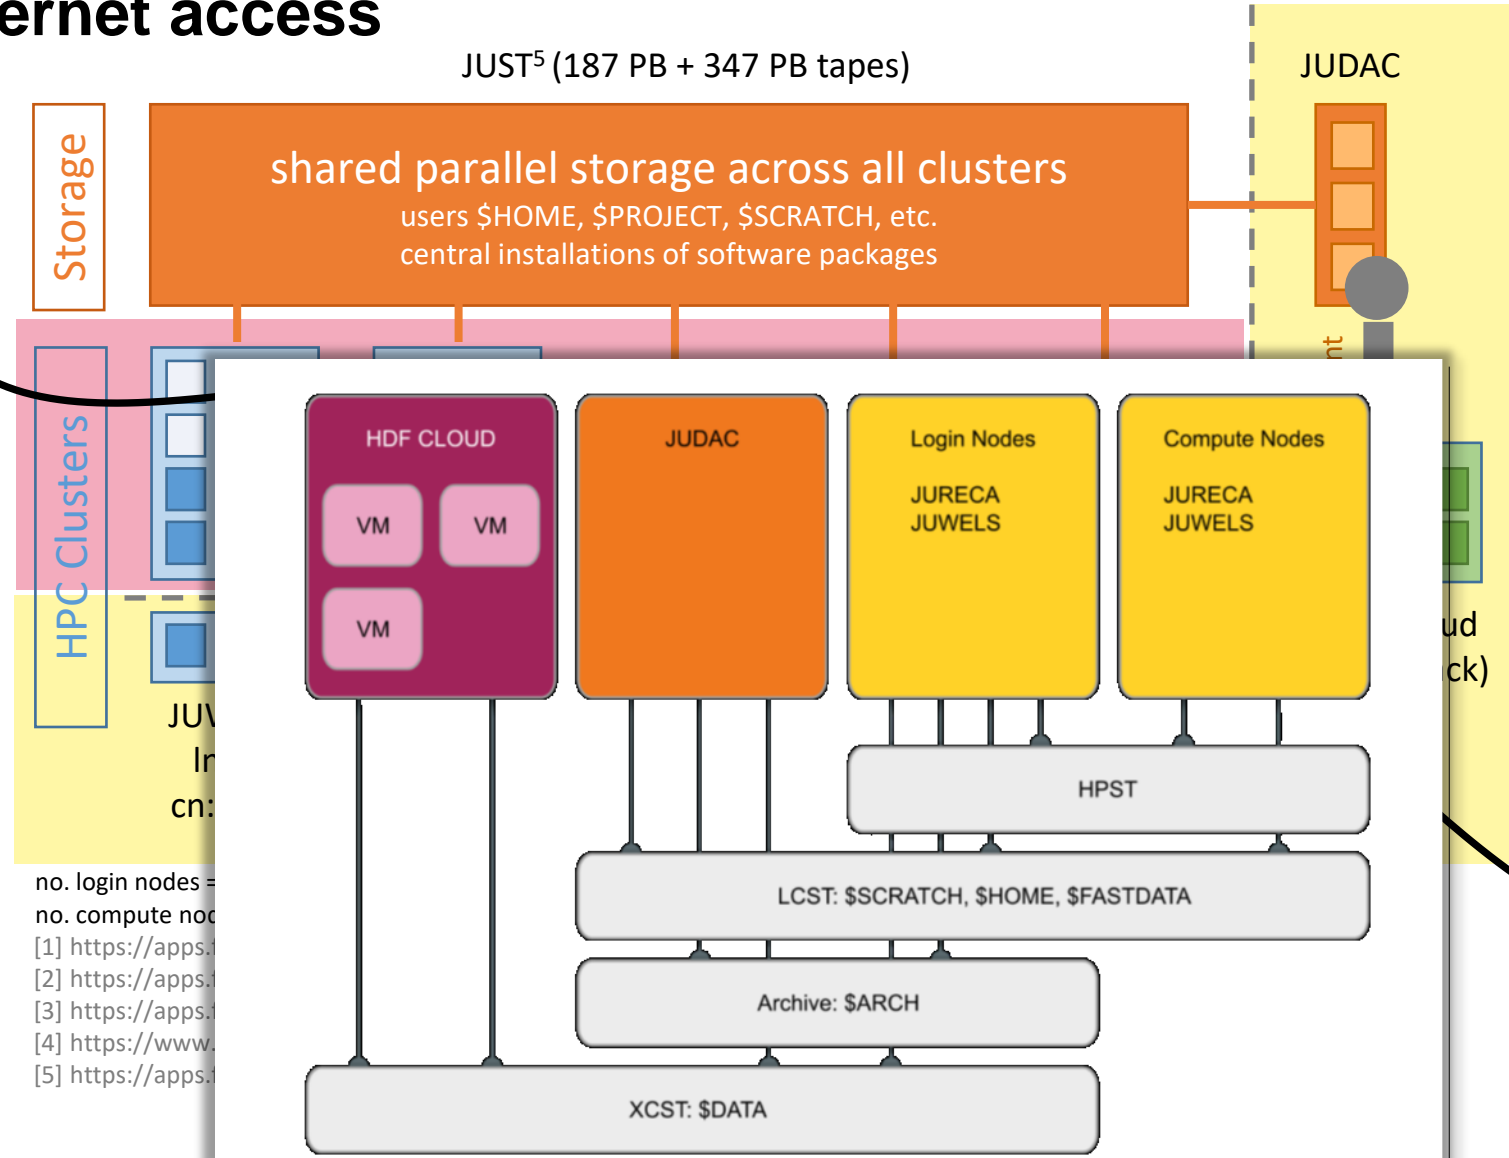 access
JUST⁵ (187 PB + 347 PB tapes)
JUDAC
Storage
shared parallel storage across all clusters
users $HOME, $PROJECT, $SCRATCH, etc.
central installations of software packages
HPC Clusters
HDF CLOUD
VM
VM
VM
JUDAC
Login Nodes
JURECA
JUWELS
Compute Nodes
JURECA
JUWELS
HPST
LCST: $SSCRATCH, $HOME, $FASTDATA
Archive: $ARCH
XCST: $DATA
cn:
no. login nodes =
no. compute
[1] https://apps.
[2] https://apps.
[3] https://apps.
[4] https://www.
[5] https://apps.